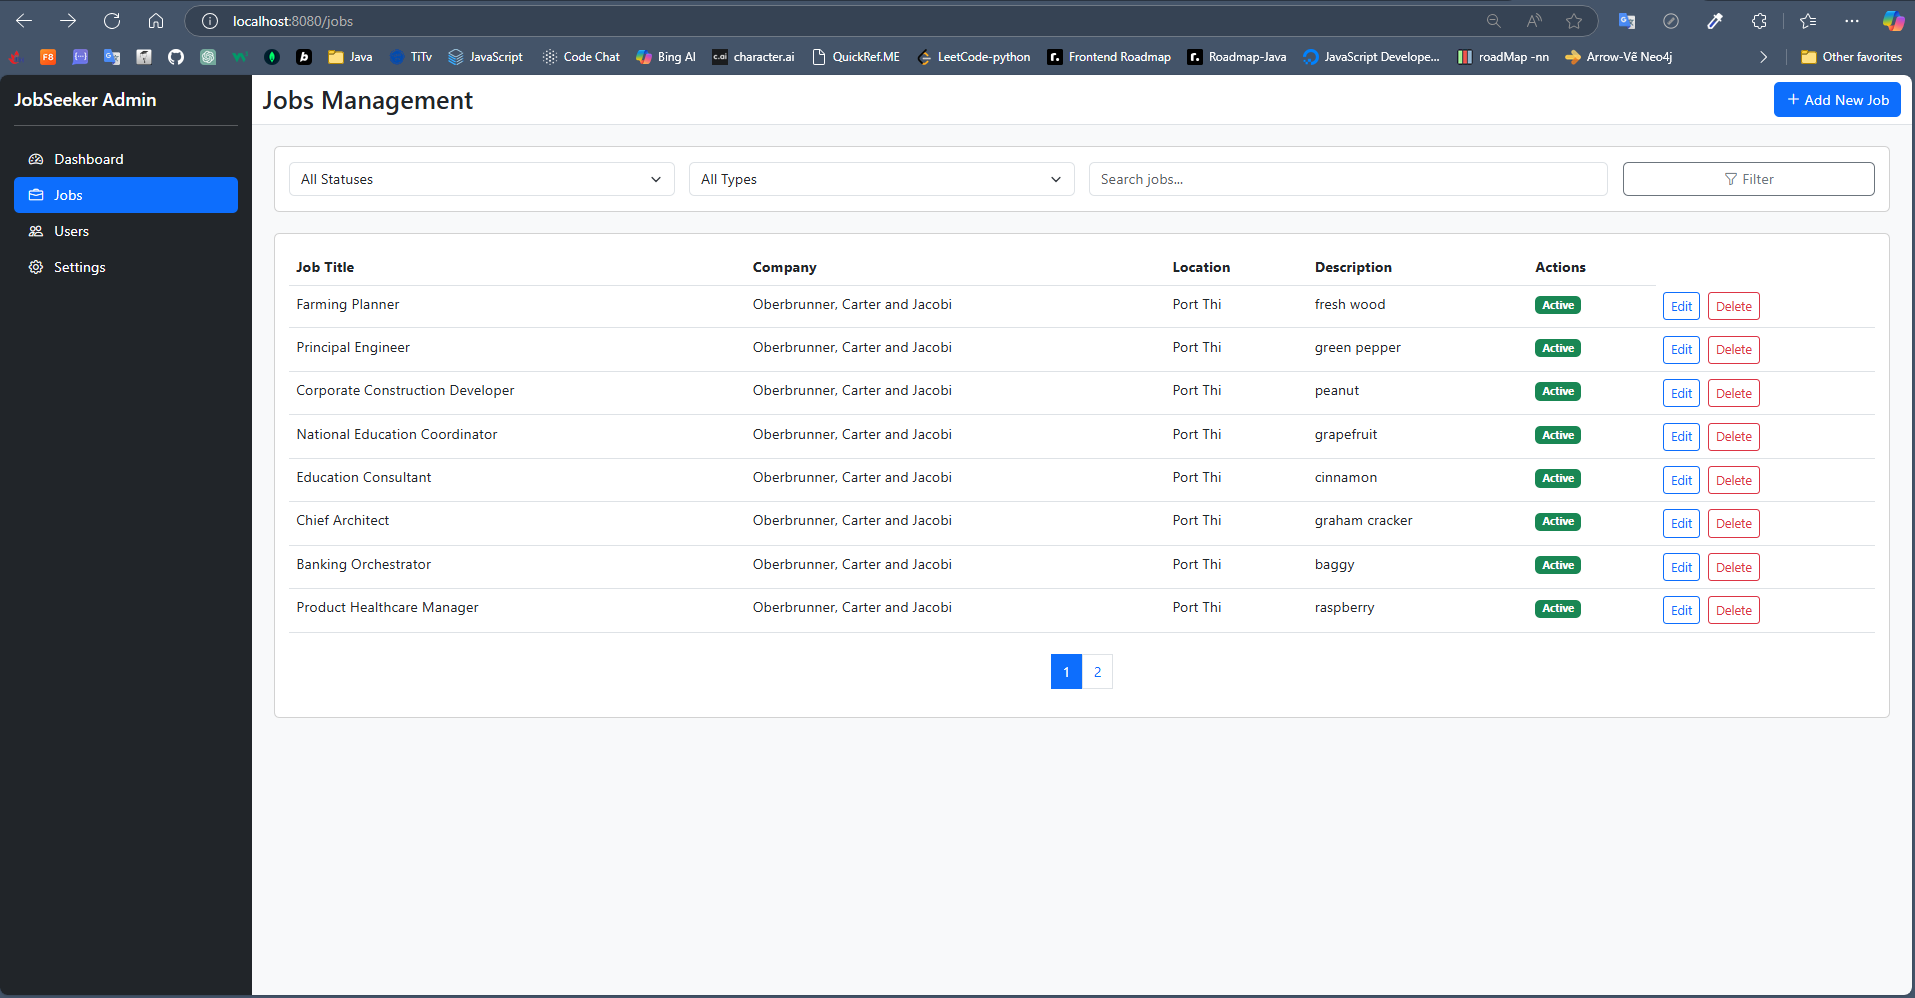 localhost:8080/jobs
F8
Java
TiTv
JavaScript
Code Chat
Bing AI
c.ai character.ai
QuickRef.ME
LeetCode-python
r. Frontend Roadmap
r. Roadmap-Java
JavaScript Develope...
roadMap -nn
Arrow-Vẽ Neo4j
Other favorites
JobSeeker Admin
Dashboard
Jobs
Users
Settings
Jobs Management
+ Add New Job
All Statuses
All Types
Search jobs...
Filter
Job Title Company Location Description Actions
Farming Planner Oberbrunner, Carter and Jacobi Port Thi fresh wood Active Edit Delete
Principal Engineer Oberbrunner, Carter and Jacobi Port Thi green pepper Active Edit Delete
Corporate Construction Developer Oberbrunner, Carter and Jacobi Port Thi peanut Active Edit Delete
National Education Coordinator Oberbrunner, Carter and Jacobi Port Thi grapefruit Active Edit Delete
Education Consultant Oberbrunner, Carter and Jacobi Port Thi cinnamon Active Edit Delete
Chief Architect Oberbrunner, Carter and Jacobi Port Thi graham cracker Active Edit Delete
Banking Orchestrator Oberbrunner, Carter and Jacobi Port Thi baggy Active Edit Delete
Product Healthcare Manager Oberbrunner, Carter and Jacobi Port Thi raspberry Active Edit Delete
1 2